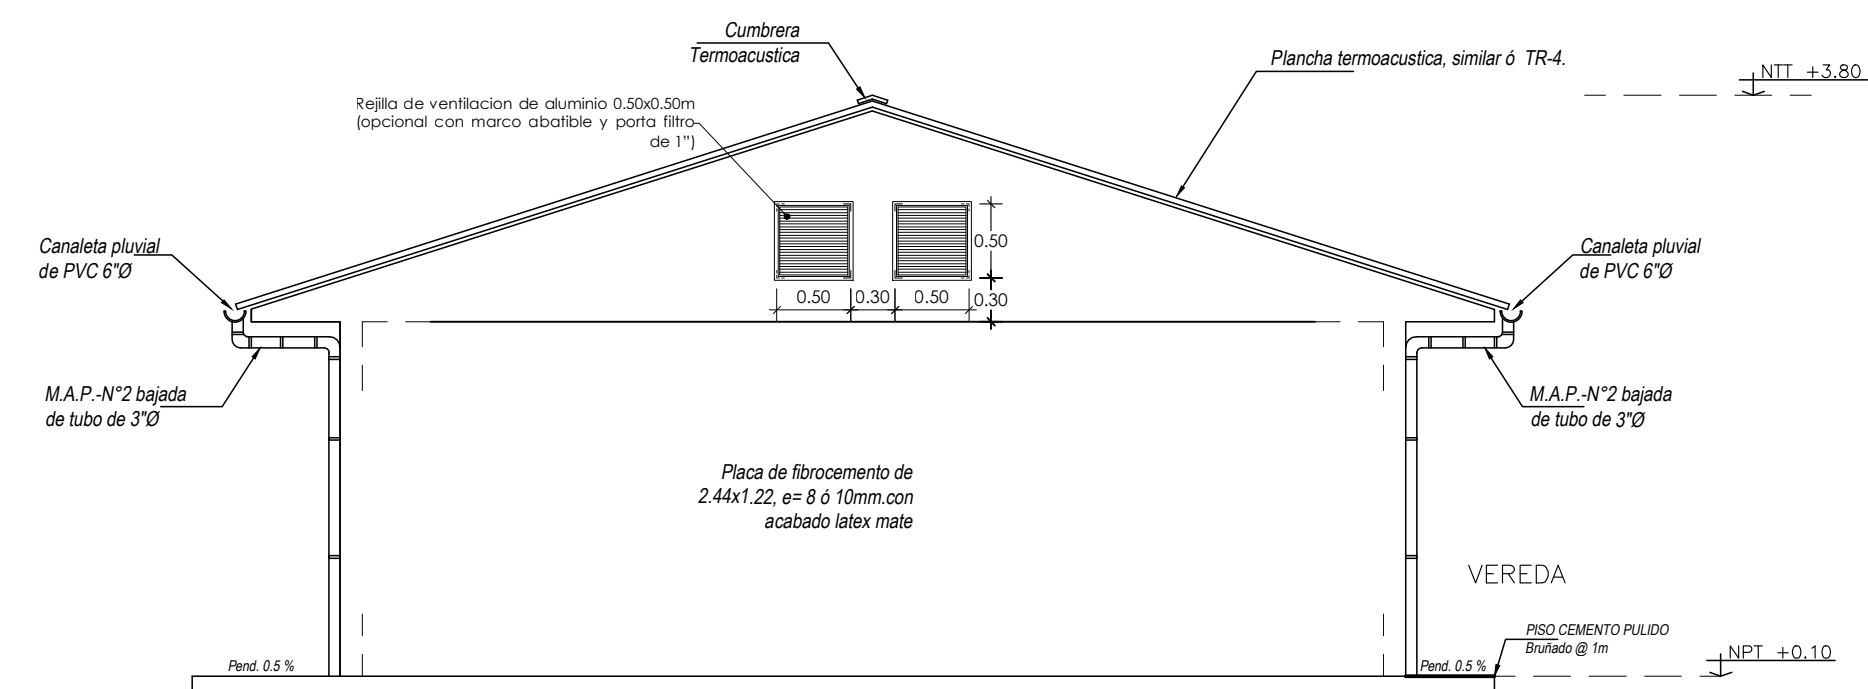 Cumbrera
Termoacustica
Plancha termoacustica, similar ó TR-4.
NTT +3.80
Rejilla de ventilacion de aluminio 0.50x0.50m
(opcional con marco abatible y porta filtro
de 1")
Canaleta pluvial
de PVC 6"Ø
0.50
Canaleta pluvial
de PVC 6"Ø
0.50
0.30
0.50
0.30
M.A.P.-N°2 bajada
de tubo de 3"Ø
M.A.P.-N°2 bajada
de tubo de 3"Ø
Placa de fibrocemento de
2.44x1.22, e= 8 ó 10mm.con
acabado latex mate
VEREDA
PISO CEMENTO PULIDO
Bruñado @ 1m
NPT +0.10
Pend. 0.5 %
Pend. 0.5 %